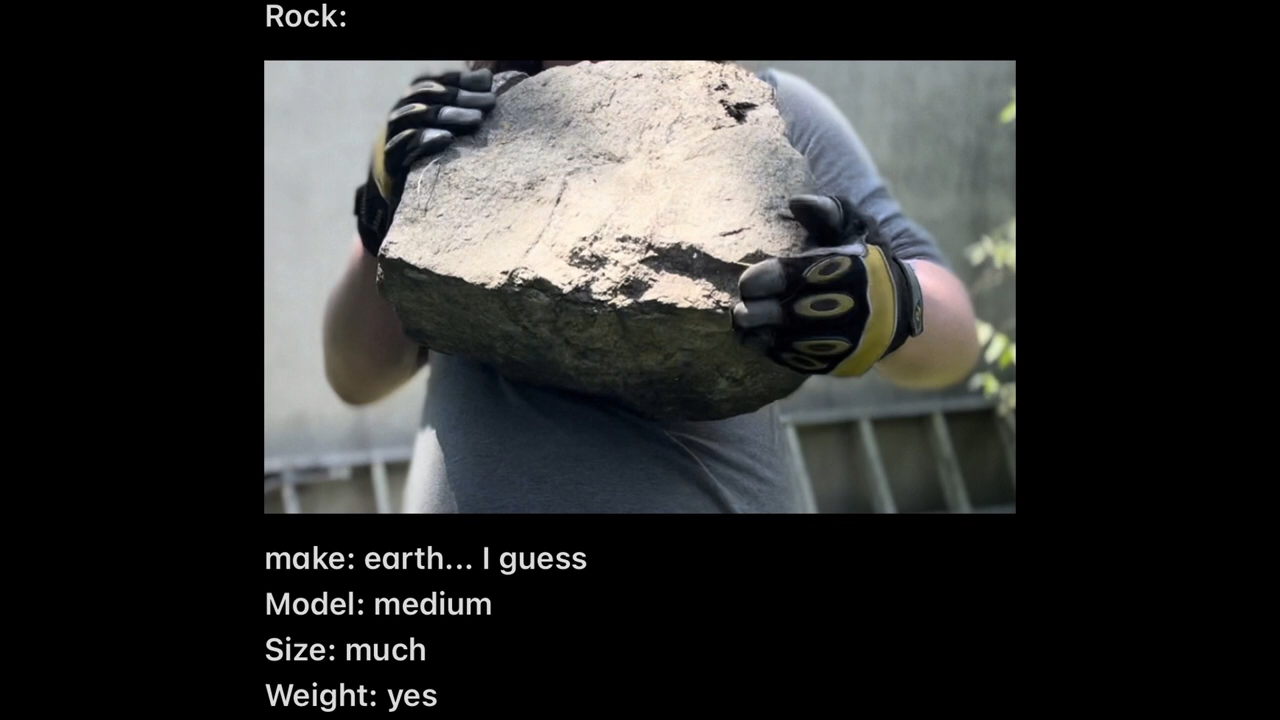 Rock:
make: earth... I guess
Model: medium
Size: much
Weight: yes